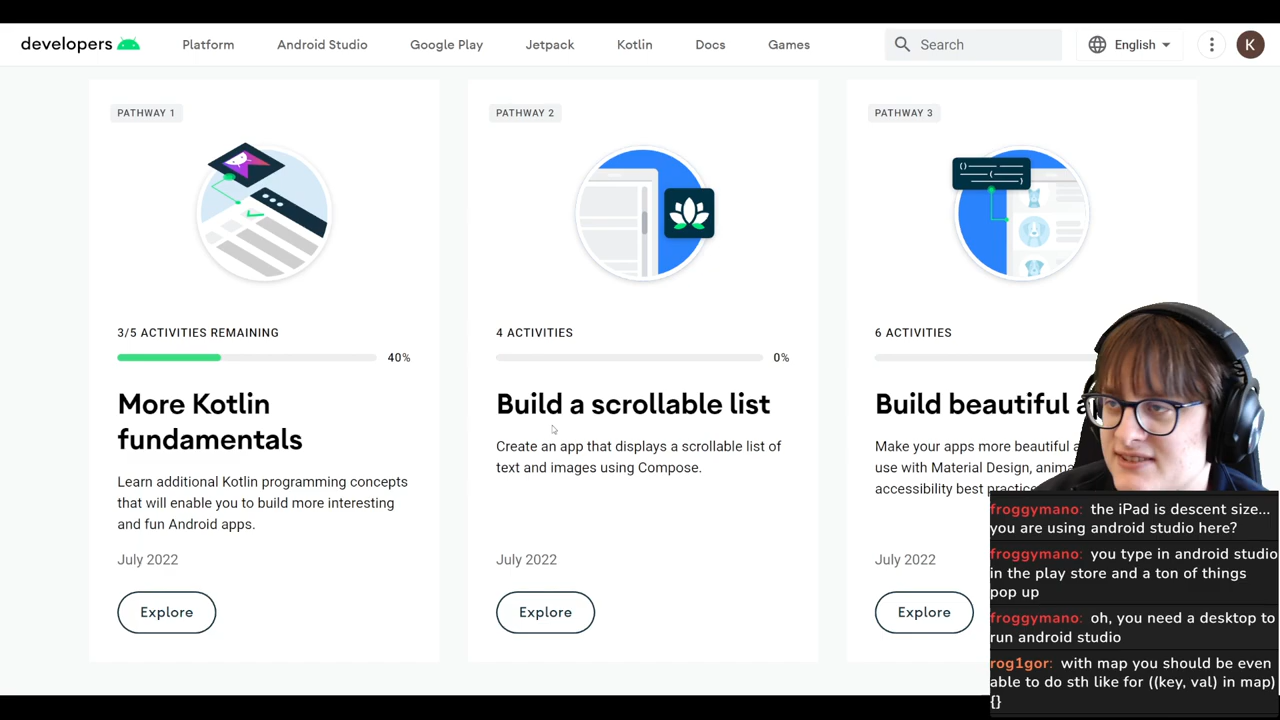 developers
Platform
Android Studio
Google Play
Jetpack
Kotlin
Docs
Games
Search
English
K
PATHWAY 1
3/5 ACTIVITIES REMAINING
40%
More Kotlin
fundamentals
Learn additional Kotlin programming concepts
that will enable you to build more interesting
and fun Android apps.
July 2022
Explore
PATHWAY 2
4 ACTIVITIES
0%
Build a scrollable list
Create an app that displays a scrollable list of
text and images using Compose.
July 2022
Explore
PATHWAY 3
6 ACTIVITIES
Build beautiful
Make your apps more beautiful
use with Material Design,
accessibility best
July 2022
Explore
froggymano: the iPad is descent size...
you are using android studio here?
froggymano: you type in android studio
in the play store and a ton of things
pop up
froggymano: oh, you need a desktop to
run android studio
rog1gor: with map you should be even
able to do sth like for ((key, val) in map)
{}